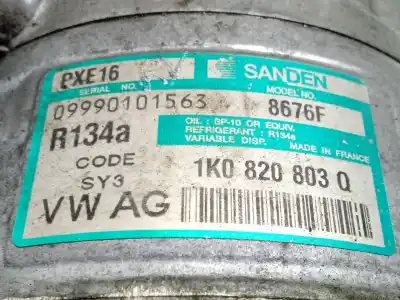 PXE16 SANDEN
SERIAL NO. MODEL NO.
09990101563 8676F
R134a OIL : SP-10 OR EQUIV.
REFRIGERANT : R134a
VARIABLE DISP.
CODE MADE IN FRANCE
SY3 1K0 820 803 Q
VW AG